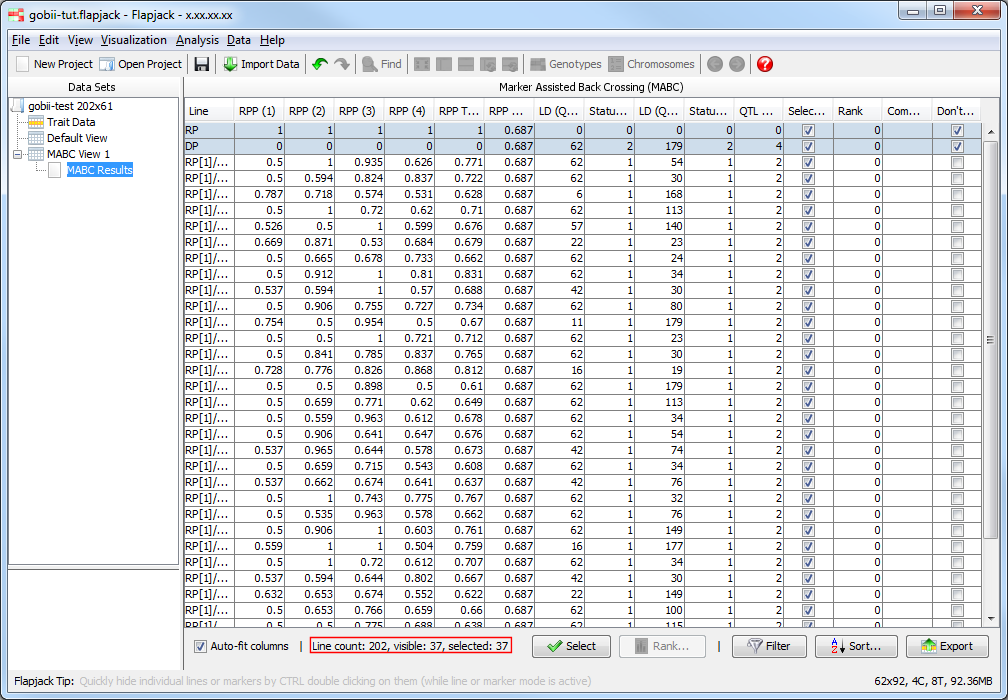 gobii-tut.flapjack - Flapjack - x.xx.xx.xx
File Edit View Visualization Analysis Data Help
New Project Open Project Import Data Find Genotypes Chromosomes
Data Sets
gobii-test 202x61
Trait Data
Default View
MABC View 1
MABC Results
Marker Assisted Back Crossing (MABC)
Line RPP (1) RPP (2) RPP (3) RPP (4) RPP T... RPP ... LD (Q... Statu... LD (Q... Statu... QTL ... Selec... Rank Com... Don't...
RP 1 1 1 1 1 0.687 0 0 0 0 0 0
DP 0 0 0 0 0 0.687 62 2 179 2 4 0
RP[1]/... 0.5 1 0.935 0.626 0.771 0.687 62 1 54 1 2 0
RP[1]/... 0.5 0.594 0.824 0.837 0.722 0.687 62 1 30 1 2 0
RP[1]/... 0.787 0.718 0.574 0.531 0.628 0.687 6 1 168 1 2 0
RP[1]/... 0.5 1 0.72 0.62 0.71 0.687 62 1 113 1 2 0
RP[1]/... 0.526 0.5 1 0.599 0.676 0.687 57 1 140 1 2 0
RP[1]/... 0.669 0.871 0.53 0.684 0.679 0.687 22 1 23 1 2 0
RP[1]/... 0.5 0.665 0.678 0.733 0.662 0.687 62 1 24 1 2 0
RP[1]/... 0.5 0.912 1 0.81 0.831 0.687 62 1 34 1 2 0
RP[1]/... 0.537 0.594 1 0.57 0.688 0.687 42 1 30 1 2 0
RP[1]/... 0.5 0.906 0.755 0.727 0.734 0.687 62 1 80 1 2 0
RP[1]/... 0.754 0.5 0.954 0.5 0.67 0.687 11 1 179 1 2 0
RP[1]/... 0.5 0.5 1 0.721 0.712 0.687 62 1 23 1 2 0
RP[1]/... 0.5 0.841 0.785 0.837 0.765 0.687 62 1 30 1 2 0
RP[1]/... 0.728 0.776 0.826 0.868 0.812 0.687 16 1 19 1 2 0
RP[1]/... 0.5 0.5 0.898 0.5 0.61 0.687 62 1 179 1 2 0
RP[1]/... 0.5 0.659 0.771 0.62 0.649 0.687 62 1 113 1 2 0
RP[1]/... 0.5 0.559 0.963 0.612 0.678 0.687 62 1 34 1 2 0
RP[1]/... 0.5 0.906 0.641 0.647 0.676 0.687 62 1 54 1 2 0
RP[1]/... 0.537 0.965 0.644 0.578 0.673 0.687 42 1 74 1 2 0
RP[1]/... 0.5 0.659 0.715 0.543 0.608 0.687 62 1 34 1 2 0
RP[1]/... 0.537 0.662 0.674 0.641 0.637 0.687 42 1 76 1 2 0
RP[1]/... 0.5 1 0.743 0.775 0.767 0.687 62 1 32 1 2 0
RP[1]/... 0.5 0.535 0.963 0.578 0.662 0.687 62 1 76 1 2 0
RP[1]/... 0.5 0.906 1 0.603 0.761 0.687 62 1 149 1 2 0
RP[1]/... 0.559 1 1 0.504 0.759 0.687 16 1 177 1 2 0
RP[1]/... 0.5 1 0.72 0.612 0.707 0.687 62 1 34 1 2 0
RP[1]/... 0.537 0.594 0.644 0.802 0.667 0.687 42 1 30 1 2 0
RP[1]/... 0.632 0.653 0.674 0.552 0.622 0.687 22 1 149 1 2 0
RP[1]/... 0.5 0.653 0.766 0.659 0.66 0.687 62 1 100 1 2 0
RP[1]/... 0.5 0.5 0.775 0.688 0.638 0.687 62 1 115 1 2 0
Auto-fit columns | Line count: 202, visible: 37, selected: 37 Select Rank... | Filter Sort... Export
Flapjack Tip: Quickly hide individual lines or markers by CTRL double clicking on them (while line or marker mode is active) 62x92, 4C, 8T, 92.36MB